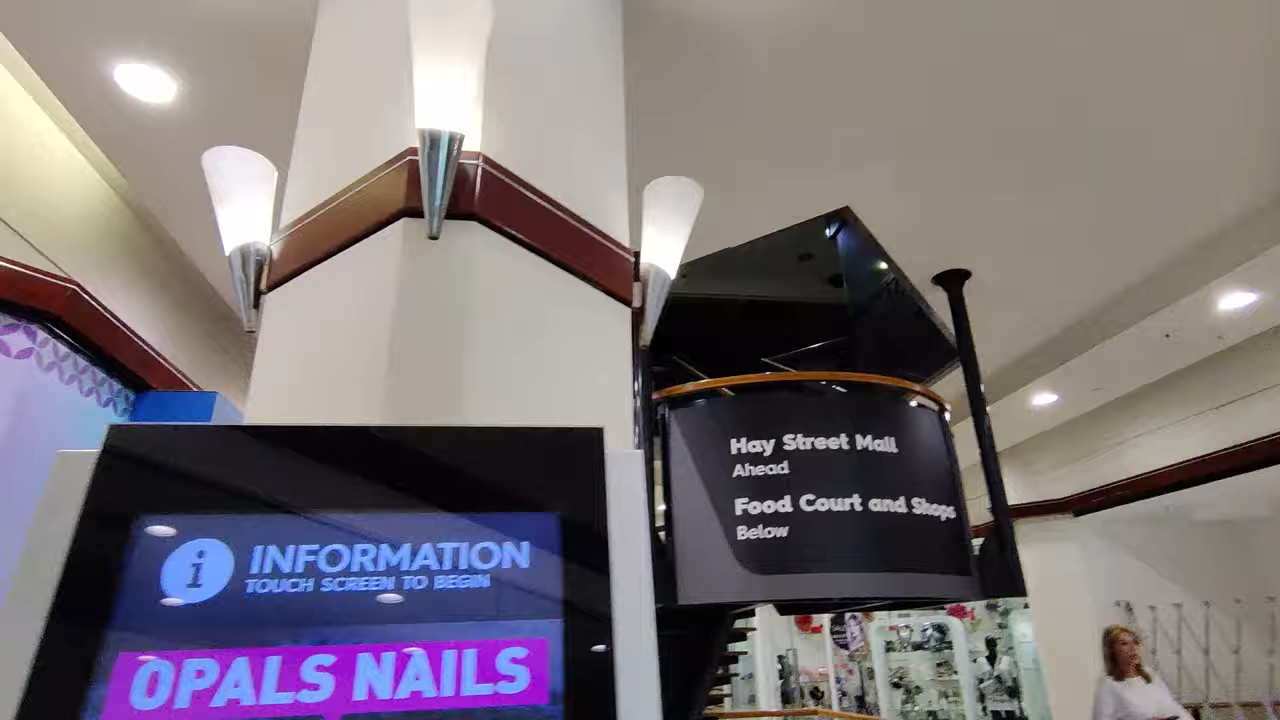 Hay Street Mall
Ahead
Food Court and Shops
Below
i INFORMATION
TOUCH SCREEN TO BEGIN
OPALS NAILS